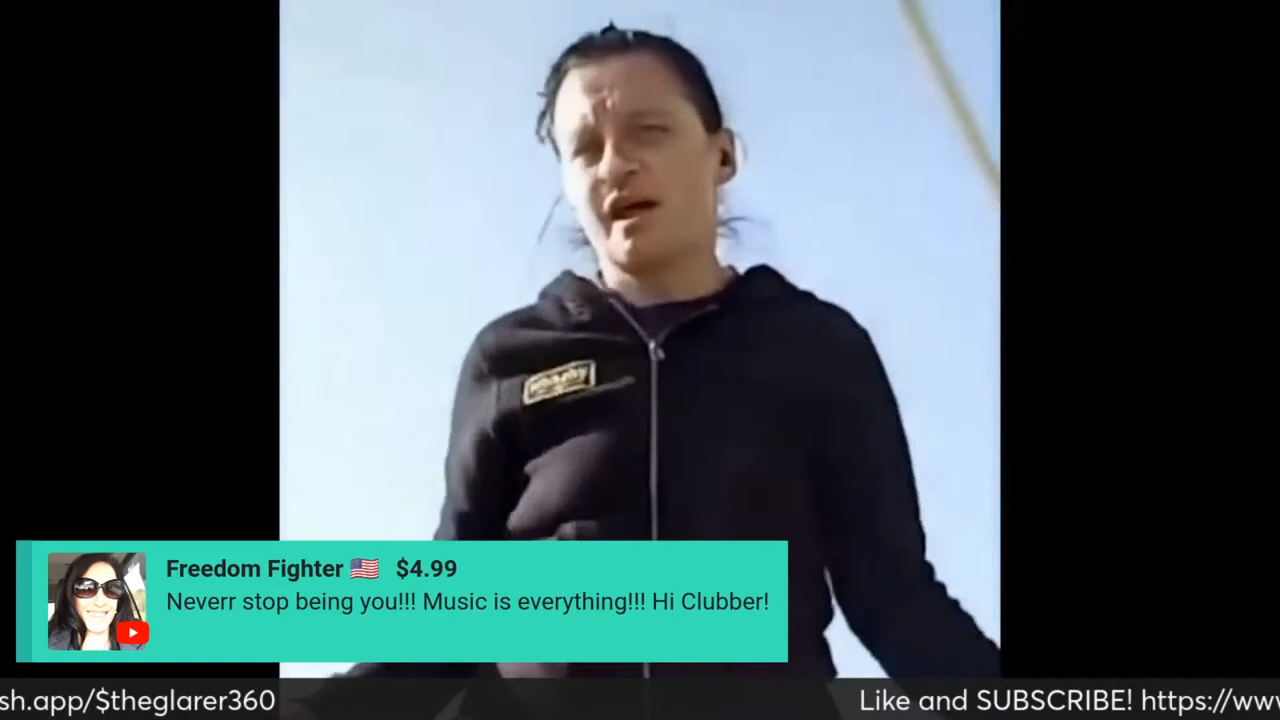 Freedom Fighter 🇺🇸 $4.99
Neverr stop being you!!! Music is everything!!! Hi Clubber!
sh.app/$theglarer360
Like and SUBSCRIBE! https://www